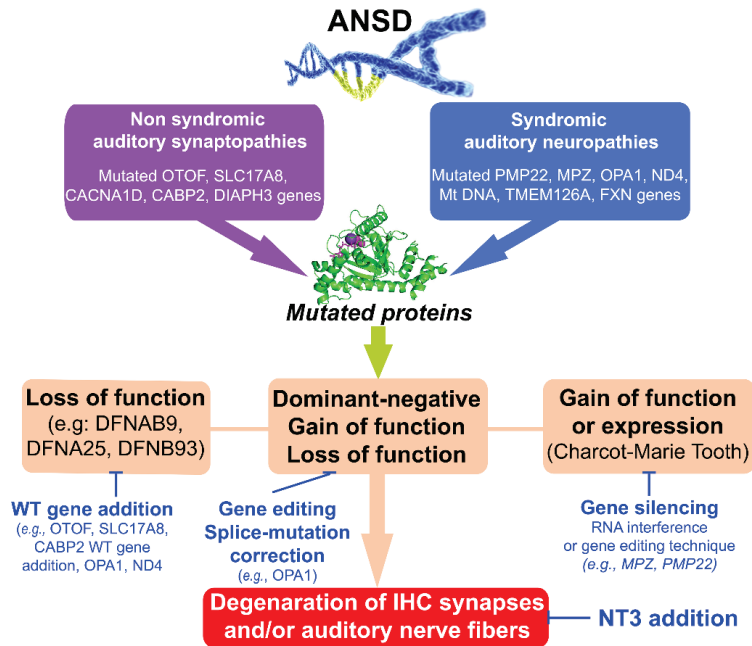 ANSD
Non syndromic
auditory synaptopathies
Mutated OTOF, SLC17A8,
CACNA1D, CABP2, DIAPH3 genes
Syndromic
auditory neuropathies
Mutated PMP22, MPZ, OPA1, ND4,
Mt DNA, TMEM126A, FXN genes
Mutated proteins
Loss of function
(e.g: DFNAB9,
DFNA25, DFNB93)
Dominant-negative
Gain of function
Loss of function
Gain of function
or expression
(Charcot-Marie Tooth)
WT gene addition
(e.g., OTOF, SLC17A8,
CABP2 WT gene
addition, OPA1, ND4
Gene editing
Splice-mutation
correction
(e.g., OPA1)
Gene silencing
RNA interference
or gene editing technique
(e.g., MPZ, PMP22)
Degenaration of IHC synapses
and/or auditory nerve fibers
NT3 addition